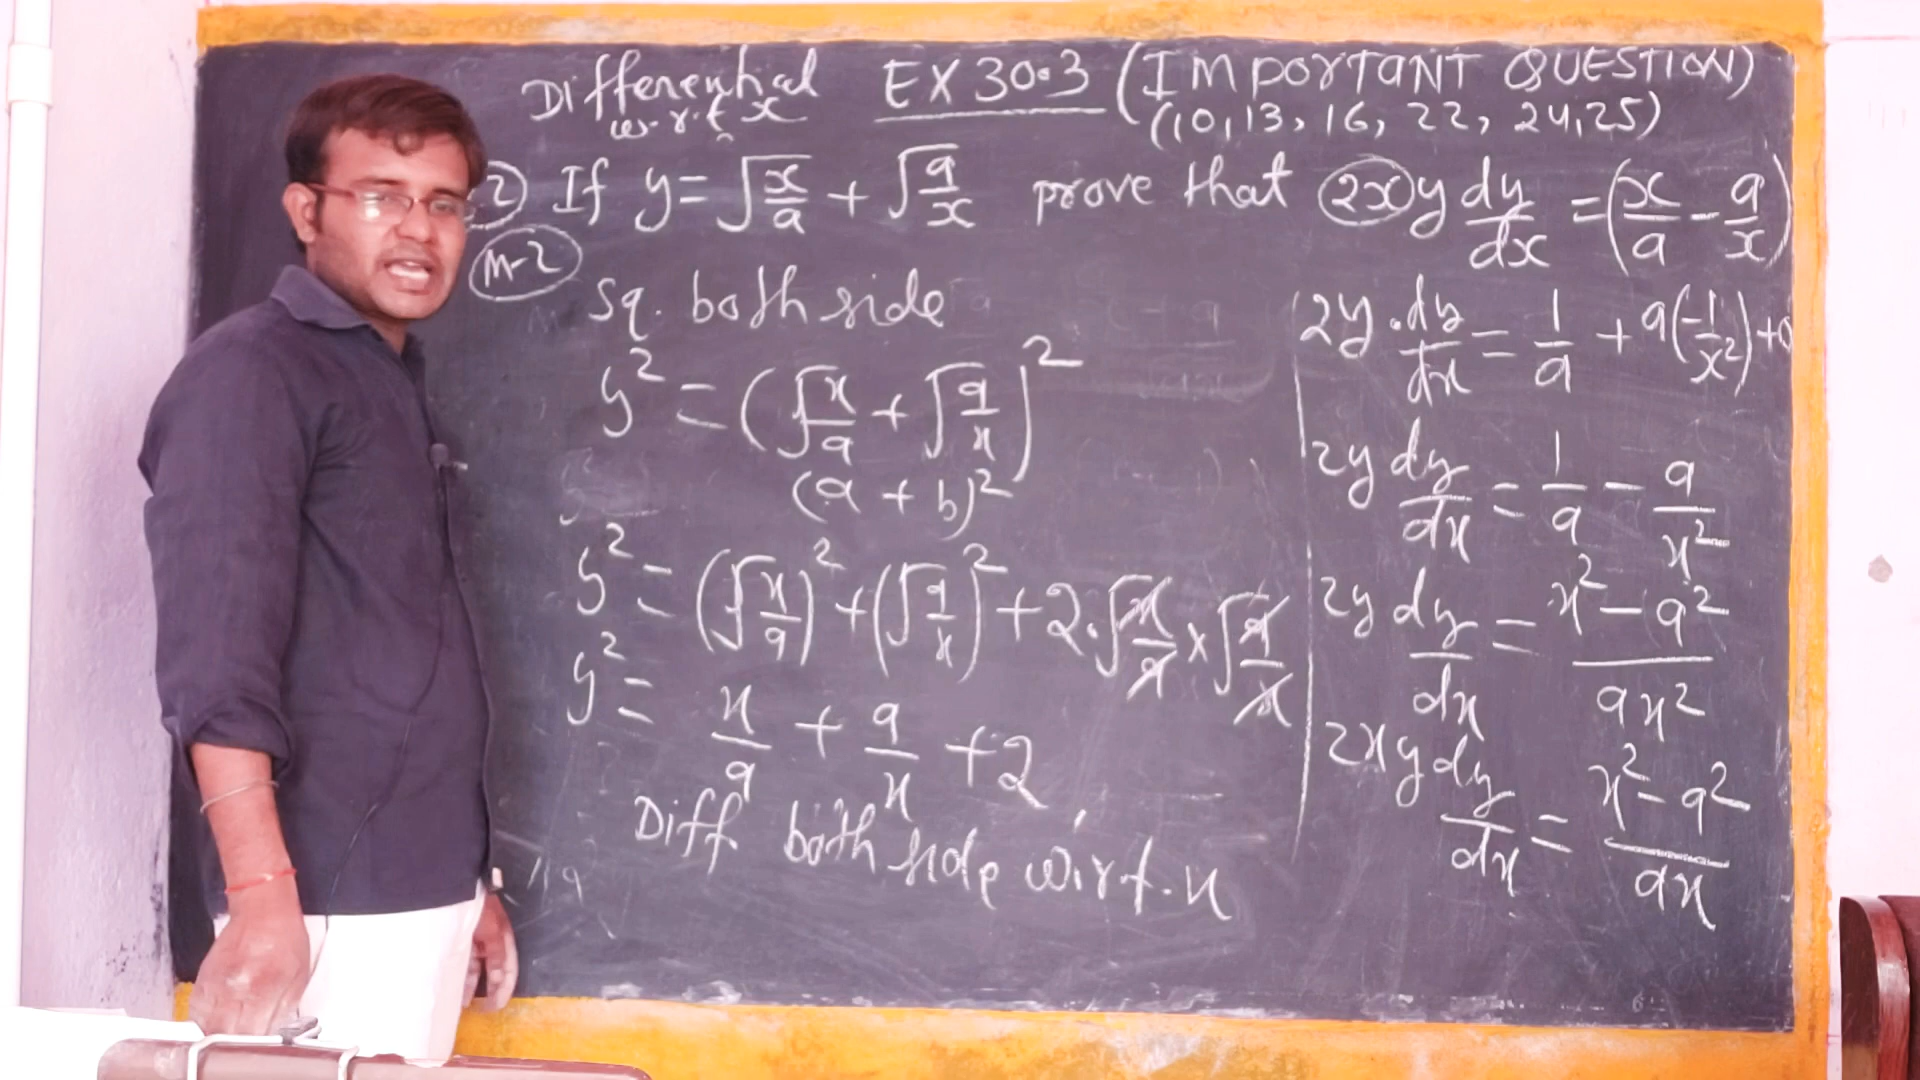 Differential EX 30.3 (IMPORTANT QUESTION)
w.r.t x (10, 13, 16, 22, 24, 25)
2) If y = √(x/a) + √(a/x) prove that 2xy dy/dx = (x/a - a/x)
M-2
Sq. both side
y² = (√(x/a) + √(a/x))²
(a + b)²
y² = (√(x/a))² + (√(a/x))² + 2.√(x/a) × √(a/x)
y² = x/a + a/x + 2
Diff both side w.r.t. x
2y . dy/dx = 1/a + a(-1/x²) + 0
2y dy/dx = 1/a - a/x²
2y dy/dx = x² - a² / ax²
2xy dy/dx = x² - a² / ax